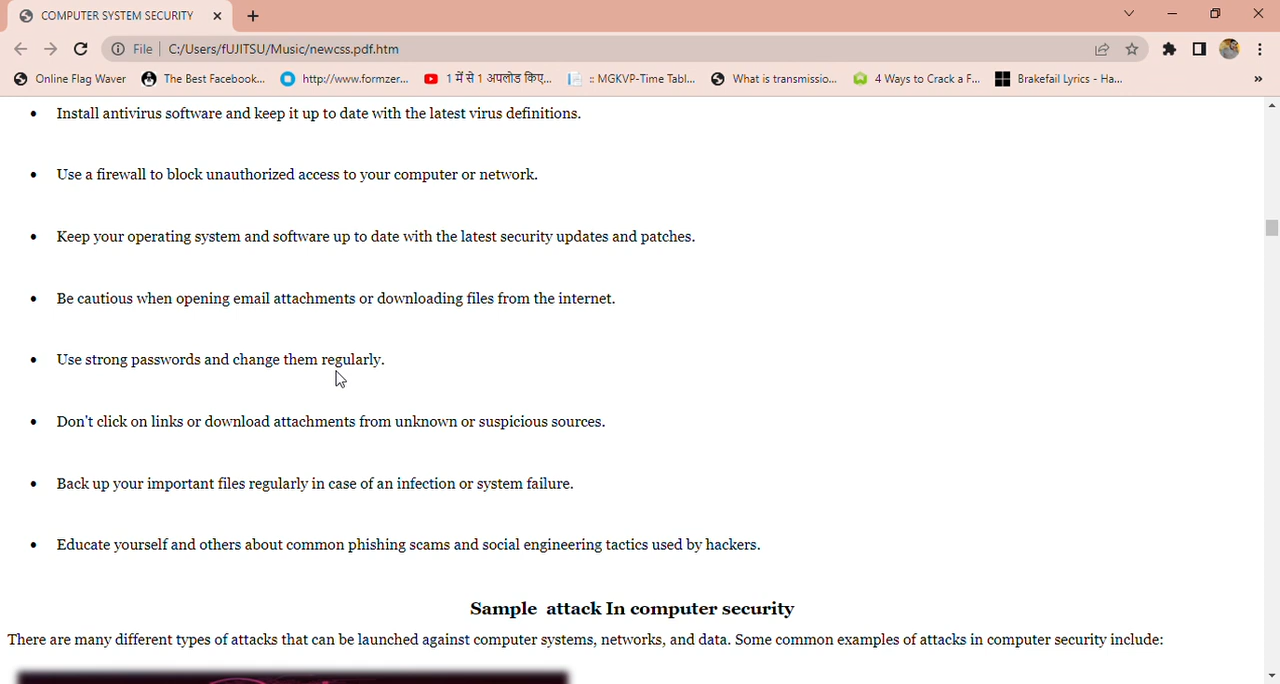 COMPUTER SYSTEM SECURITY
File
C:/Users/fUJITSU/Music/newcss.pdf.htm
Online Flag Waver
The Best Facebook...
http://www.formzer...
1 में से 1 अपलोड किए...
:: MGKVP-Time Tabl...
What is transmissio...
4 Ways to Crack a F...
Brakefail Lyrics - Ha...
»
• Install antivirus software and keep it up to date with the latest virus definitions.
• Use a firewall to block unauthorized access to your computer or network.
• Keep your operating system and software up to date with the latest security updates and patches.
• Be cautious when opening email attachments or downloading files from the internet.
• Use strong passwords and change them regularly.
• Don't click on links or download attachments from unknown or suspicious sources.
• Back up your important files regularly in case of an infection or system failure.
• Educate yourself and others about common phishing scams and social engineering tactics used by hackers.
Sample attack In computer security
There are many different types of attacks that can be launched against computer systems, networks, and data. Some common examples of attacks in computer security include: